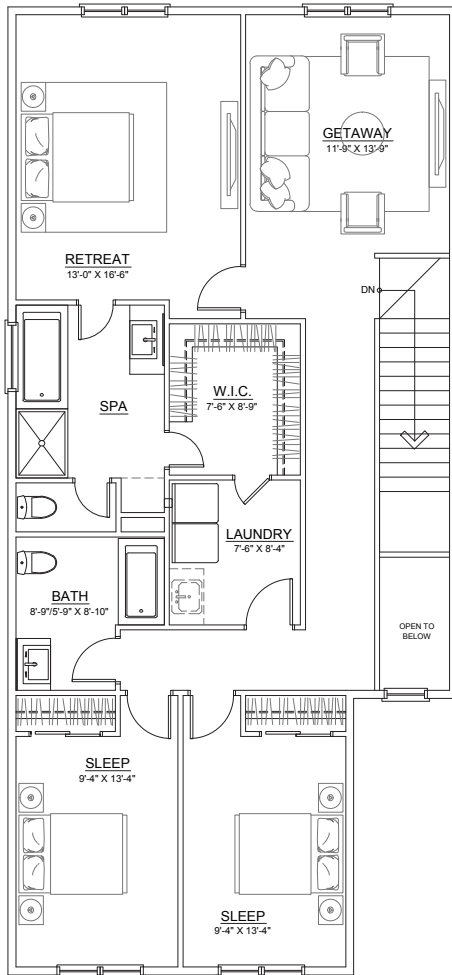 GETAWAY
11'-9" X 13'-9"
RETREAT
13'-0" X 16'-6"
DN
W.I.C.
7'-6" X 8'-9"
SPA
LAUNDRY
7'-6" X 8'-4"
BATH
8'-9"/5'-9" X 8'-10"
OPEN TO
BELOW
SLEEP
9'-4" X 13'-4"
SLEEP
9'-4" X 13'-4"